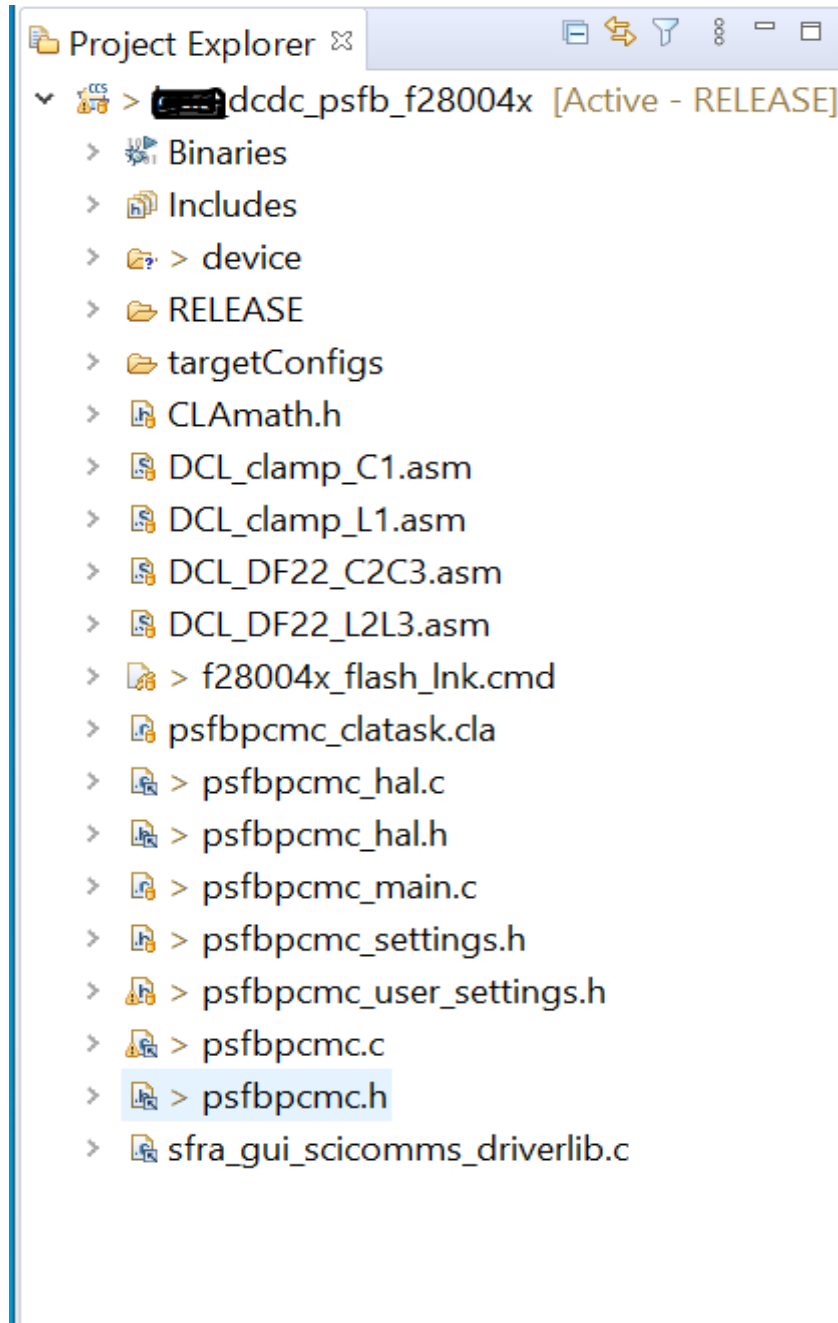 Project Explorer
> dcdc_psfb_f28004x [Active - RELEASE]
Binaries
Includes
> device
RELEASE
targetConfigs
CLAmath.h
DCL_clamp_C1.asm
DCL_clamp_L1.asm
DCL_DF22_C2C3.asm
DCL_DF22_L2L3.asm
> f28004x_flash_lnk.cmd
psfbpcmc_clatask.cla
> psfbpcmc_hal.c
> psfbpcmc_hal.h
> psfbpcmc_main.c
> psfbpcmc_settings.h
> psfbpcmc_user_settings.h
> psfbpcmc.c
> psfbpcmc.h
sfra_gui_scicomms_driverlib.c